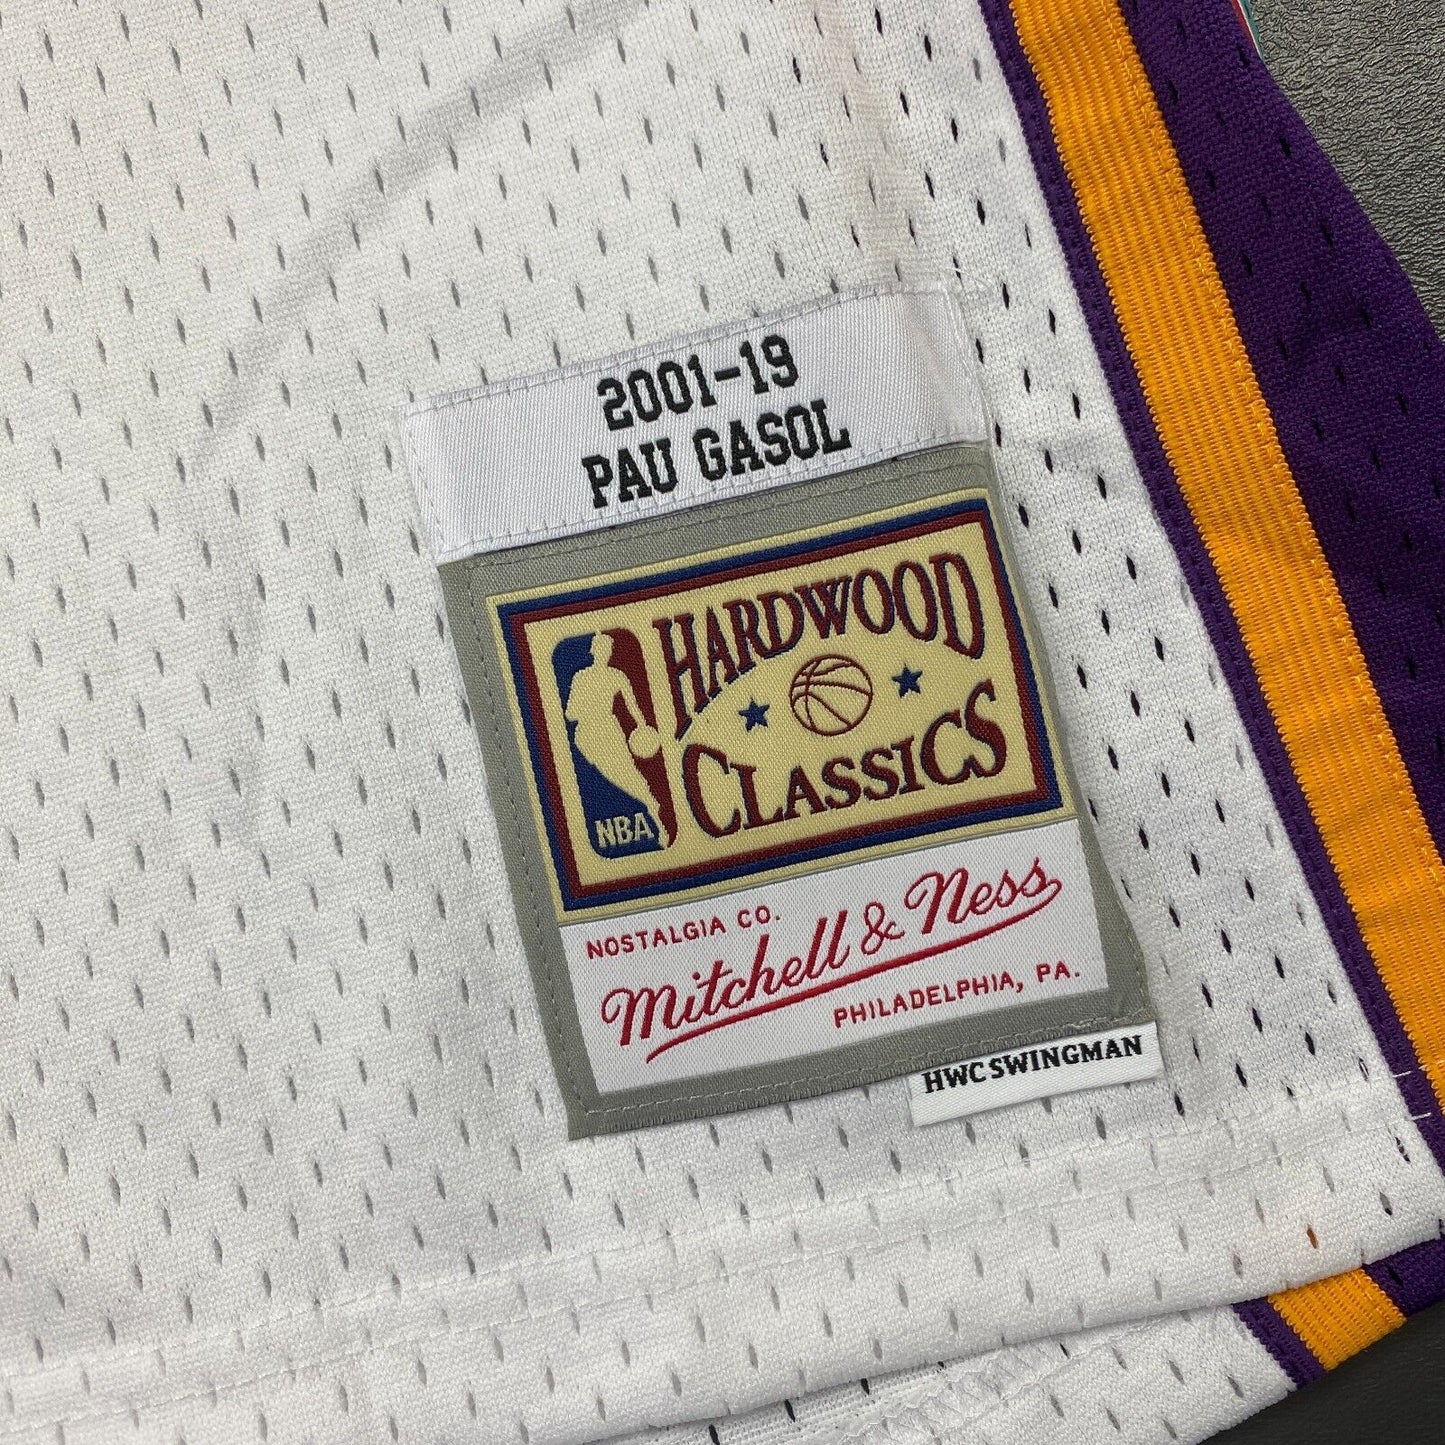 2001-19
PAU GASOL
HARDWOOD
CLASSICS
NBA
NOSTALGIA CO.
Mitchell & Ness
PHILADELPHIA, PA.
HWC SWINGMAN